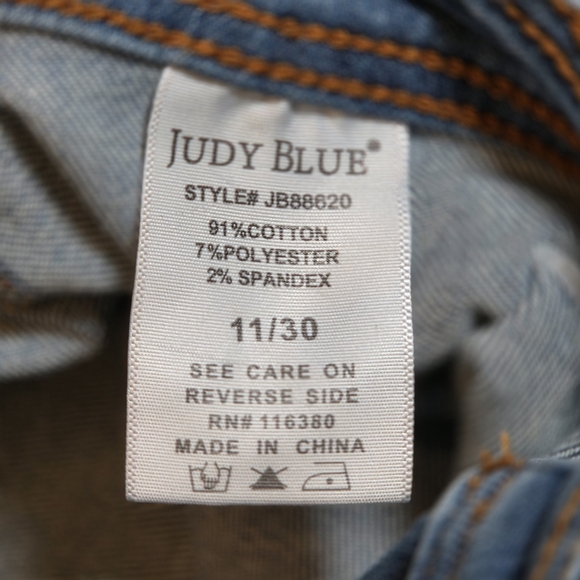 JUDY BLUE®
STYLE# JB88620
91%COTTON
7%POLYESTER
2% SPANDEX
11/30
SEE CARE ON
REVERSE SIDE
RN# 116380
MADE IN CHINA